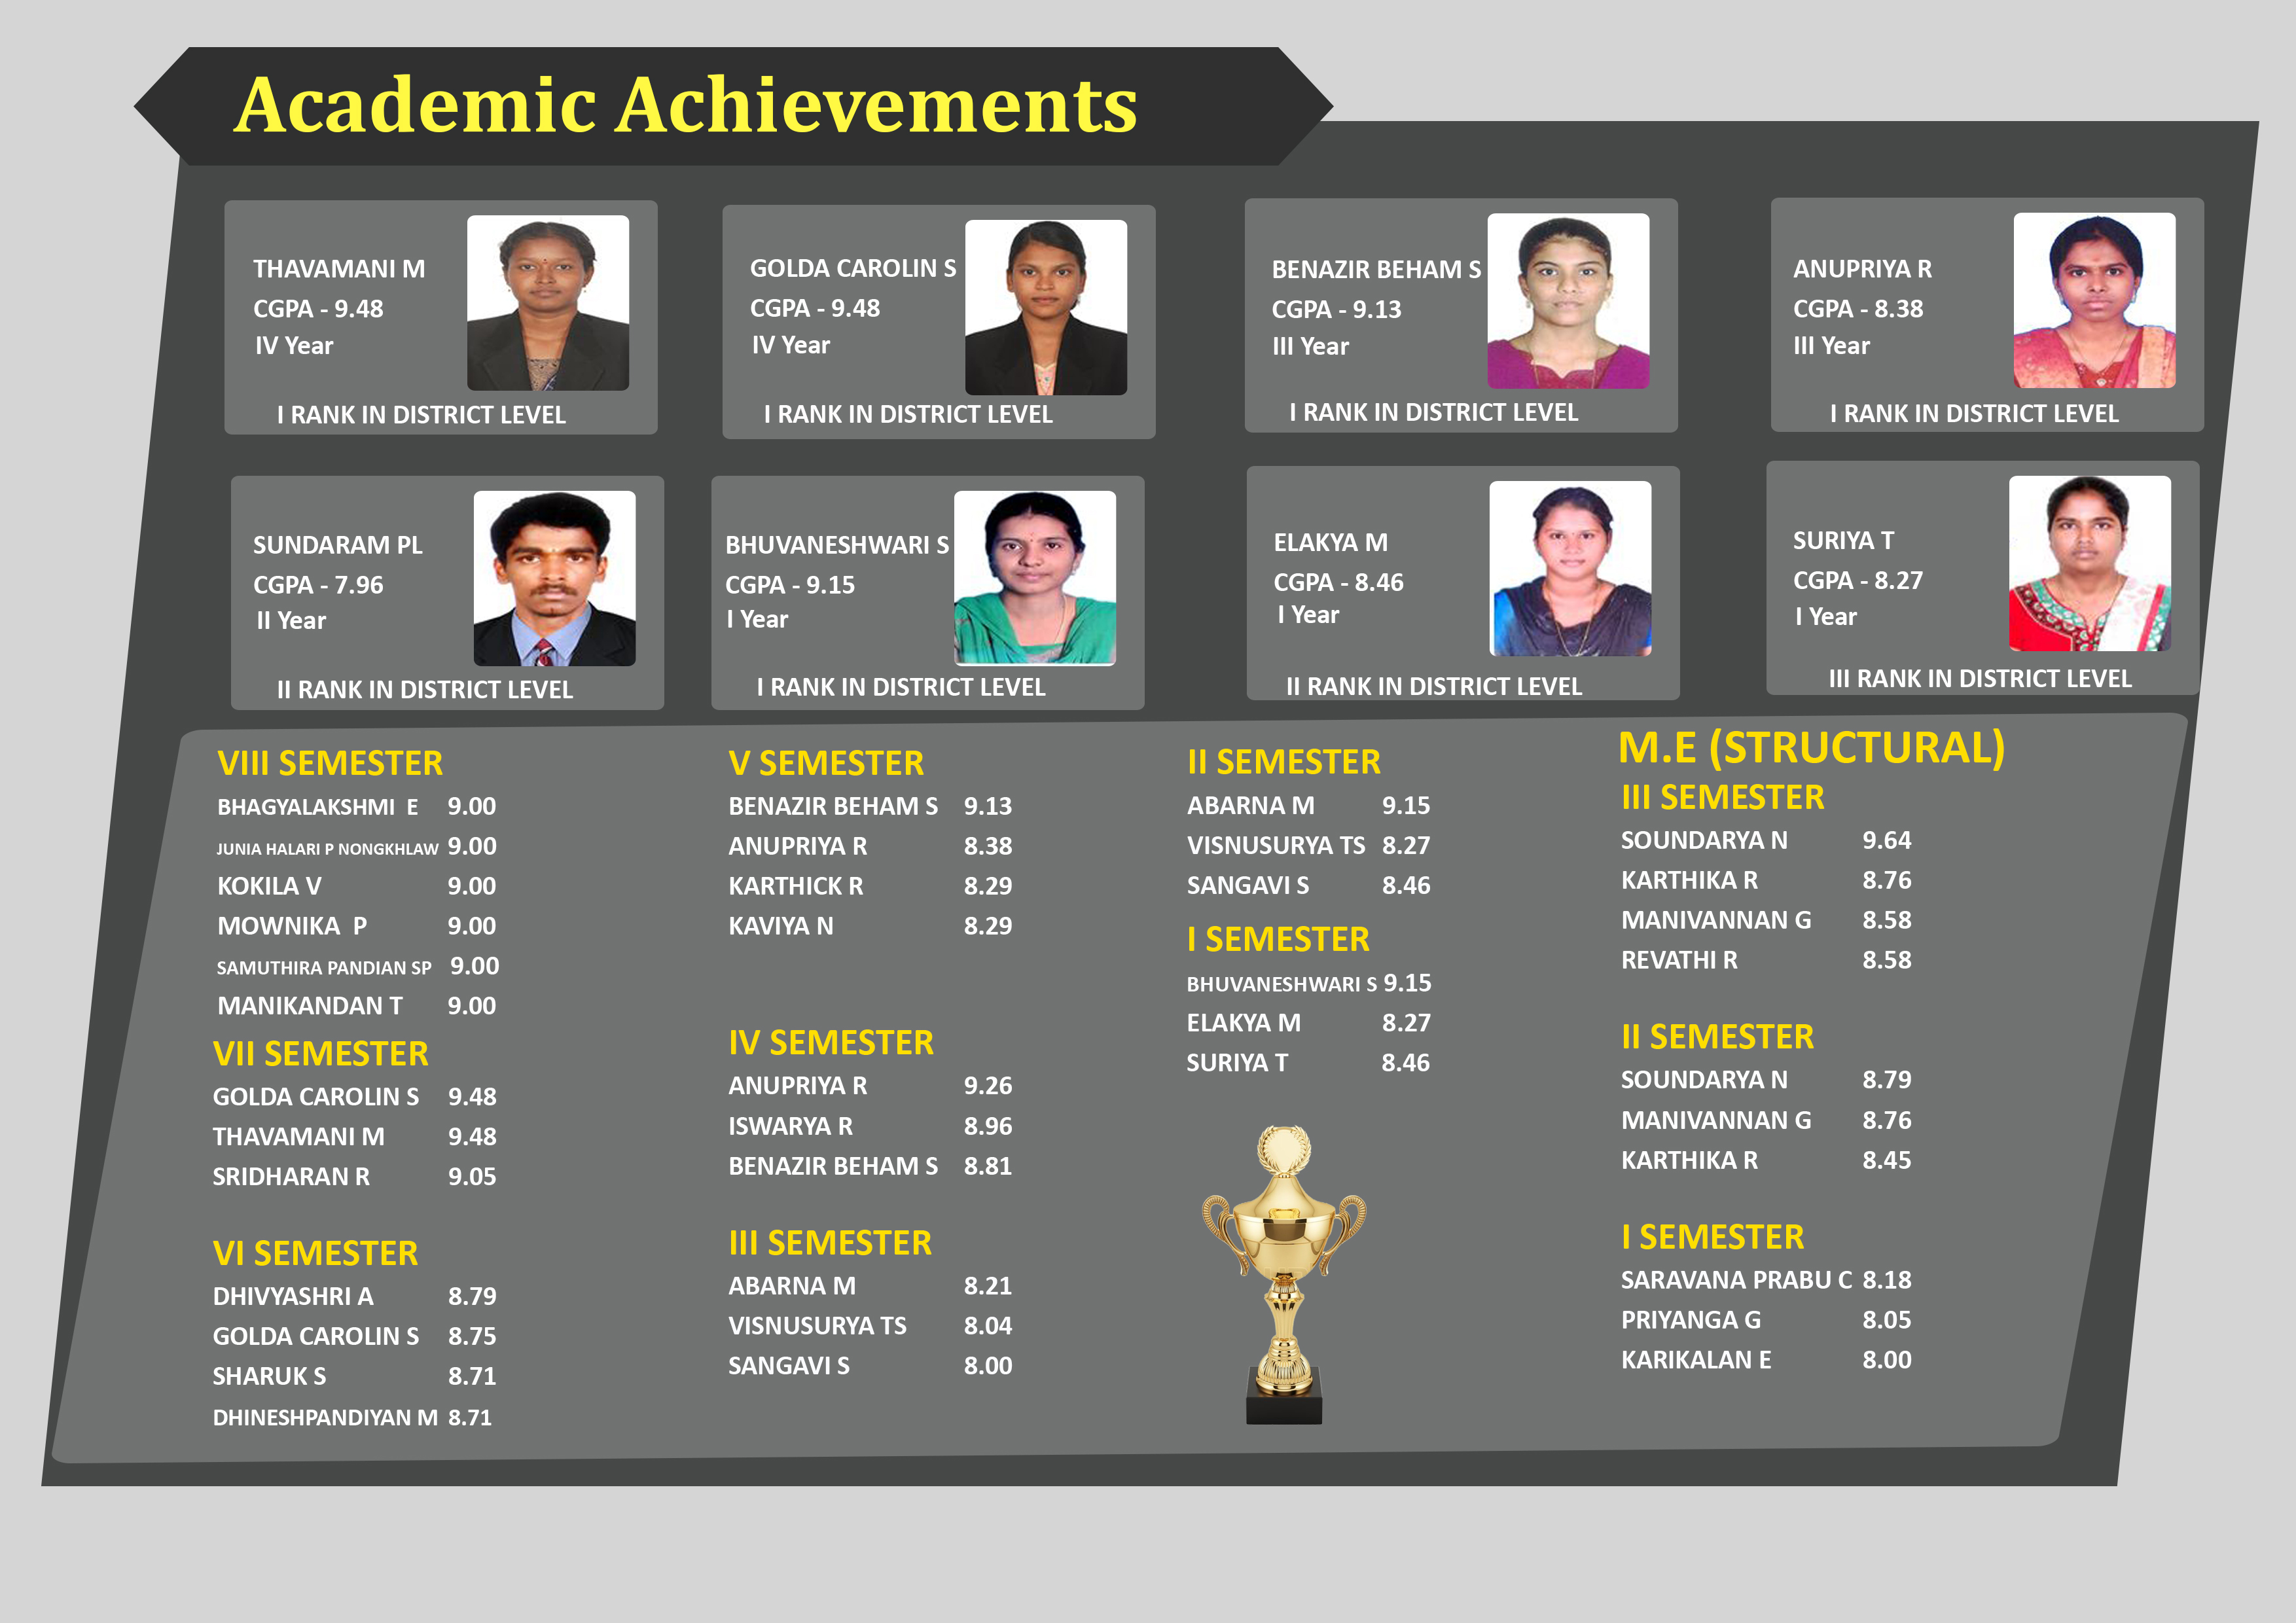 Academic Achievements
THAVAMANI M
CGPA - 9.48
IV Year
I RANK IN DISTRICT LEVEL
GOLDA CAROLIN S
CGPA - 9.48
IV Year
I RANK IN DISTRICT LEVEL
BENAZIR BEHAM S
CGPA - 9.13
III Year
I RANK IN DISTRICT LEVEL
ANUPRIYA R
CGPA - 8.38
III Year
I RANK IN DISTRICT LEVEL
SUNDARAM PL
CGPA - 7.96
II Year
II RANK IN DISTRICT LEVEL
BHUVANESHWARI S
CGPA - 9.15
I Year
I RANK IN DISTRICT LEVEL
ELAKYA M
CGPA - 8.46
I Year
II RANK IN DISTRICT LEVEL
SURIYA T
CGPA - 8.27
I Year
III RANK IN DISTRICT LEVEL
VIII SEMESTER
BHAGYALAKSHMI E 9.00
JUNIA HALARI P NONGKHLAW 9.00
KOKILA V 9.00
MOWNIKA P 9.00
SAMUTHIRA PANDIAN SP 9.00
MANIKANDAN T 9.00
VII SEMESTER
GOLDA CAROLIN S 9.48
THAVAMANI M 9.48
SRIDHARAN R 9.05
VI SEMESTER
DHIVYASHRI A 8.79
GOLDA CAROLIN S 8.75
SHARUK S 8.71
DHINESHPANDIYAN M 8.71
V SEMESTER
BENAZIR BEHAM S 9.13
ANUPRIYA R 8.38
KARTHICK R 8.29
KAVIYA N 8.29
IV SEMESTER
ANUPRIYA R 9.26
ISWARYA R 8.96
BENAZIR BEHAM S 8.81
III SEMESTER
ABARNA M 8.21
VISNUSURYA TS 8.04
SANGAVI S 8.00
II SEMESTER
ABARNA M 9.15
VISNUSURYA TS 8.27
SANGAVI S 8.46
I SEMESTER
BHUVANESHWARI S 9.15
ELAKYA M 8.27
SURIYA T 8.46
M.E (STRUCTURAL)
III SEMESTER
SOUNDARYA N 9.64
KARTHIKA R 8.76
MANIVANNAN G 8.58
REVATHI R 8.58
II SEMESTER
SOUNDARYA N 8.79
MANIVANNAN G 8.76
KARTHIKA R 8.45
I SEMESTER
SARAVANA PRABU C 8.18
PRIYANGA G 8.05
KARIKALAN E 8.00